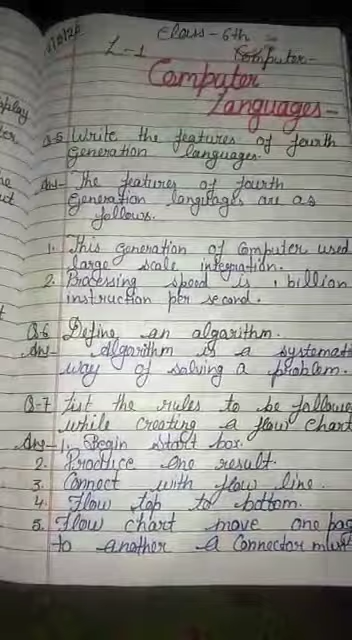 Class - 6th
L-1 Computer-
Computer
Languages-
Q-5 Write the features of fourth
Generation languages.
Ans- The features of fourth
Generation languages are as
follows.
1. This generation of Computer used
large scale integration.
2. Processing speed is 1 billion
instruction per second.
Q.6 Define an algorithm.
Ans- Algorithm is a systemati
way of solving a problem.
Q-7 List the rules to be followe
while creating a flow chart
Ans-1. Begin start box.
2. Practice One result.
3. Connect with flow line.
4. Flow top to bottom.
5. Flow chart move one pag
to another a Connector must